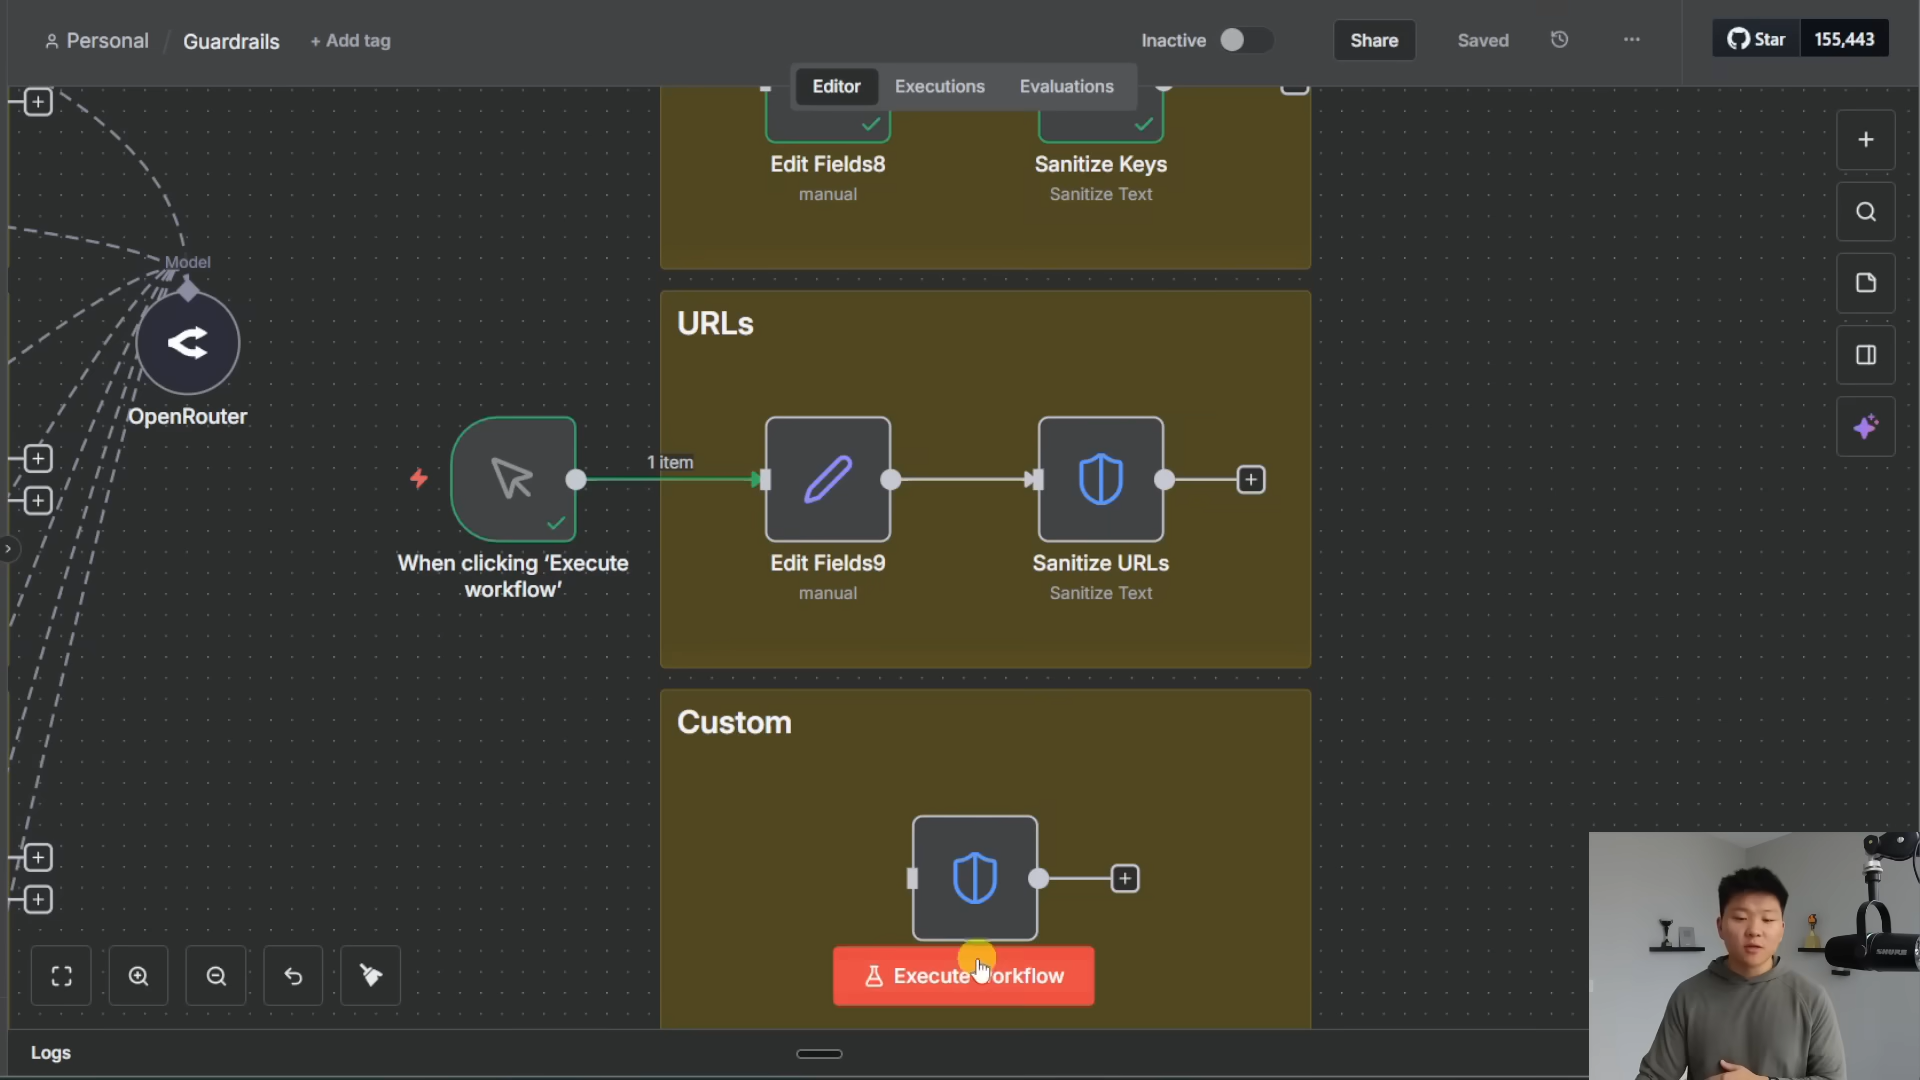 Personal / Guardrails + Add tag
Inactive
Share
Saved
Star 155,443
Editor Executions Evaluations
Edit Fields8
manual
Sanitize Keys
Sanitize Text
Model
OpenRouter
URLs
1 item
When clicking ‘Execute
workflow’
Edit Fields9
manual
Sanitize URLs
Sanitize Text
Custom
Execute workflow
Logs
SHURE